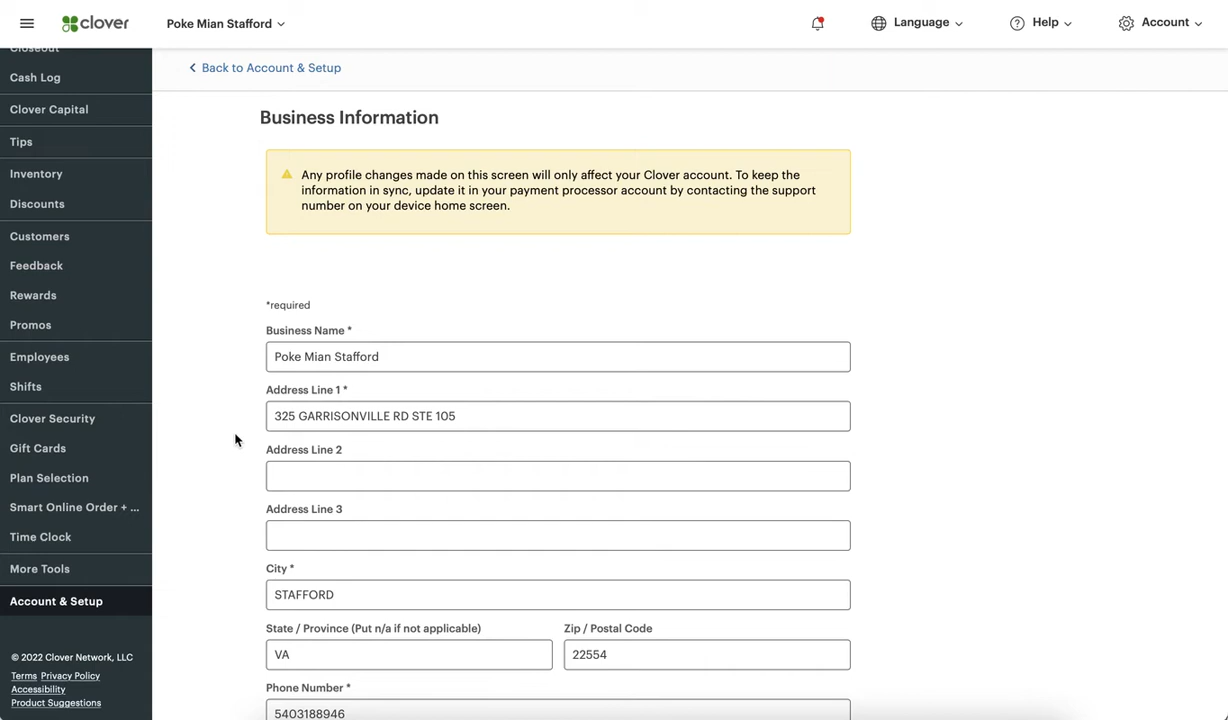 clover
Poke Mian Stafford
Language
Help
Account
Closeout
Cash Log
Clover Capital
Tips
Inventory
Discounts
Customers
Feedback
Rewards
Promos
Employees
Shifts
Clover Security
Gift Cards
Plan Selection
Smart Online Order + ...
Time Clock
More Tools
Account & Setup
© 2022 Clover Network, LLC
Terms Privacy Policy
Accessibility
Product Suggestions
Back to Account & Setup
Business Information
Any profile changes made on this screen will only affect your Clover account. To keep the
information in sync, update it in your payment processor account by contacting the support
number on your device home screen.
*required
Business Name *
Poke Mian Stafford
Address Line 1 *
325 GARRISONVILLE RD STE 105
Address Line 2
Address Line 3
City *
STAFFORD
State / Province (Put n/a if not applicable)
VA
Zip / Postal Code
22554
Phone Number *
5403188946